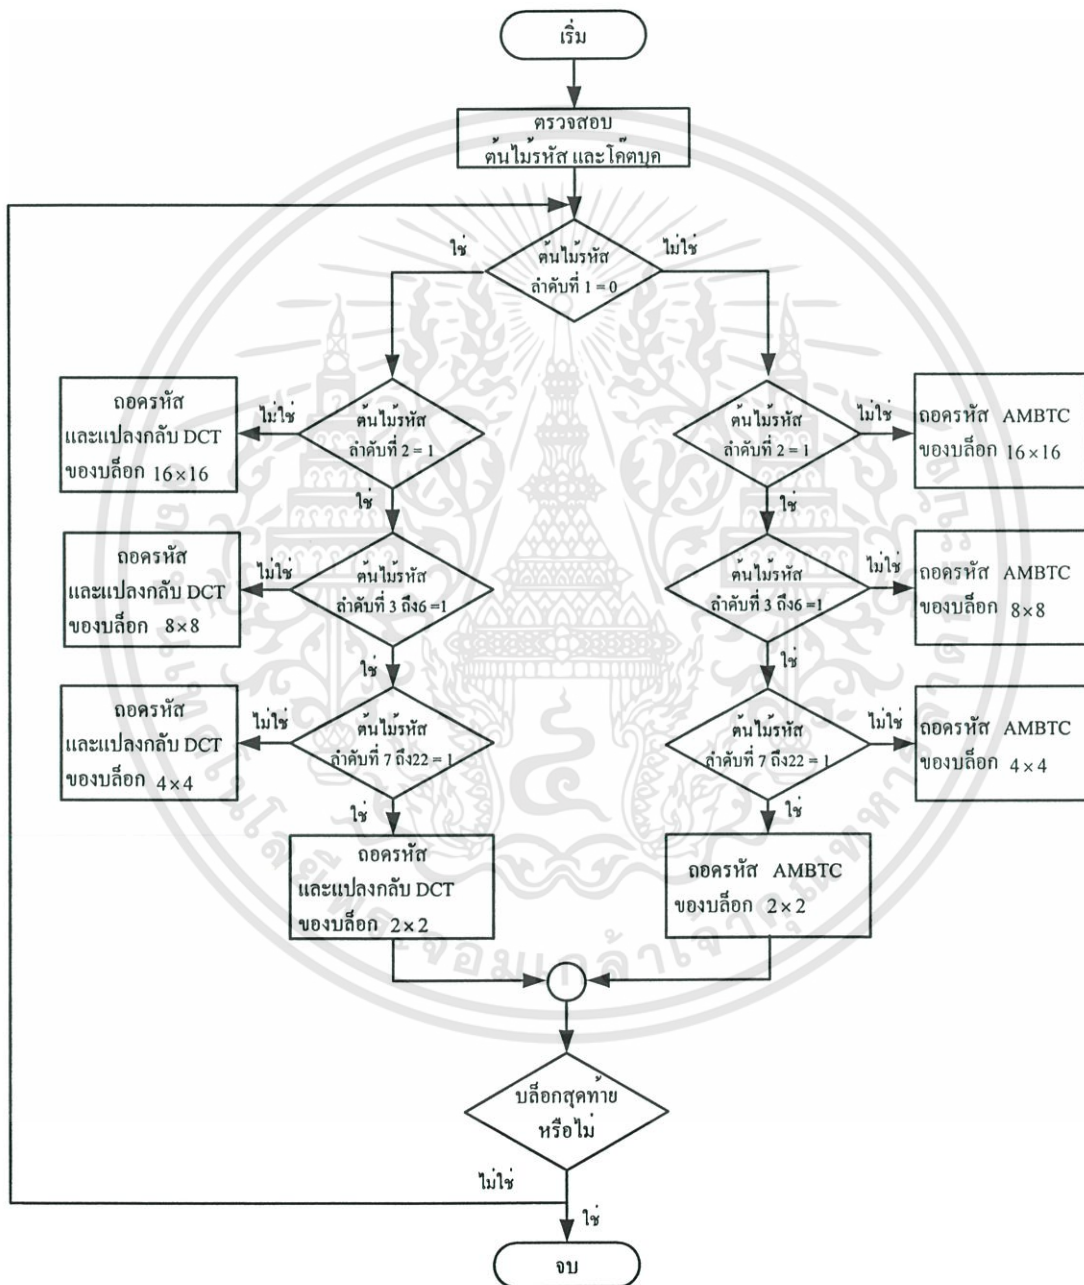 เริ่ม
ตรวจสอบ
ต้นไม้รหัส และโค๊ตบุค
ใช่
ไม่ใช่
ต้นไม้รหัส
ลำดับที่ 1 = 0
ถอดรหัส
และแปลงกลับ DCT
ของบล็อก 16×16
ไม่ใช่
ต้นไม้รหัส
ลำดับที่ 2 = 1
ใช่
ต้นไม้รหัส
ลำดับที่ 2 = 1
ไม่ใช่
ใช่
ถอดรหัส AMBTC
ของบล็อก 16×16
ถอดรหัส
และแปลงกลับ DCT
ของบล็อก 8×8
ไม่ใช่
ต้นไม้รหัส
ลำดับที่ 3 ถึง6 =1
ใช่
ต้นไม้รหัส
ลำดับที่ 3 ถึง6 =1
ไม่ใช่
ใช่
ถอดรหัส AMBTC
ของบล็อก 8×8
ถอดรหัส
และแปลงกลับ DCT
ของบล็อก 4×4
ไม่ใช่
ต้นไม้รหัส
ลำดับที่ 7 ถึง22 = 1
ใช่
ต้นไม้รหัส
ลำดับที่ 7 ถึง22 = 1
ไม่ใช่
ใช่
ถอดรหัส AMBTC
ของบล็อก 4×4
ถอดรหัส
และแปลงกลับ DCT
ของบล็อก 2×2
ถอดรหัส AMBTC
ของบล็อก 2×2
บล็อกสุดท้าย
หรือไม่
ไม่ใช่
ใช่
จบ